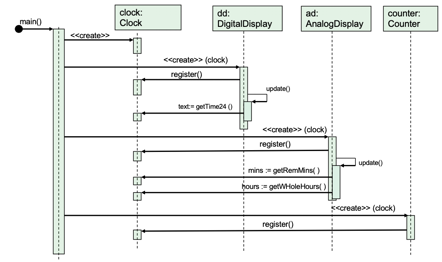 clock:
Clock
dd:
DigitalDisplay
ad:
AnalogDisplay
counter:
Counter
main()
<<create>>
<<create>> (clock)
register()
update()
text:= getTime24 ()
<<create>> (clock)
register()
update()
mins := getRemMins( )
hours := getWHoleHours( )
<<create>> (clock)
register()